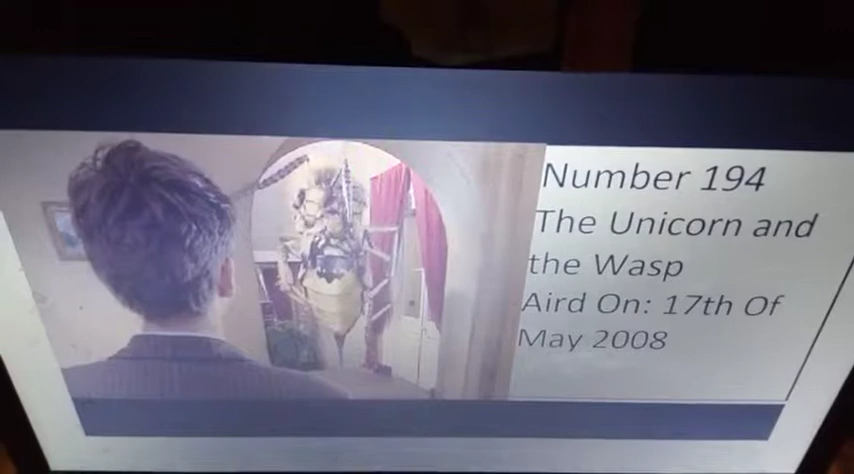 Number 194
The Unicorn and
the Wasp
Aird On: 17th Of
May 2008